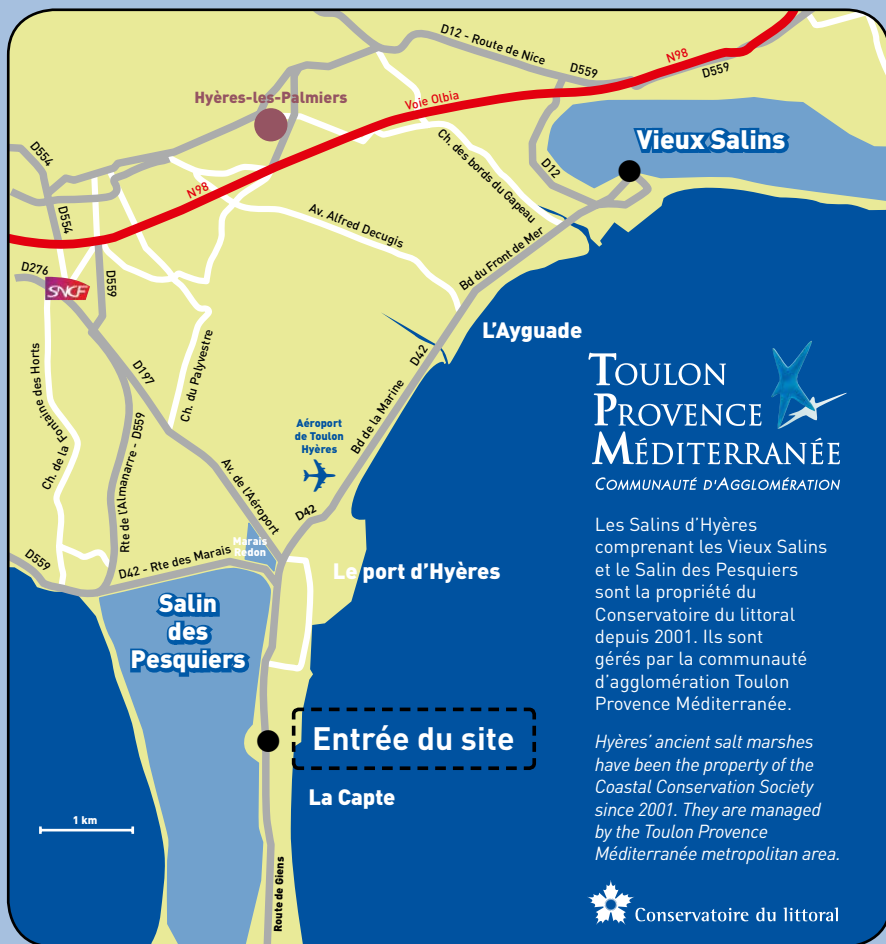 D12 - Route de Nice
D559
N98
D559
Hyères-les-Palmiers
Voie Olbia
Ch. des bords du Gapeau
Vieux Salins
D12
D554
D554
N98
Av. Alfred Decugis
Bd du Front de Mer
D276
SNCF
D559
L'Ayguade
D42
Ch. de la Fontaine des Horts
D197
Ch. du Palyvestre
Bd de la Marine
Rte de l'Almanarre - D559
Aéroport
de Toulon
Hyères
Av. de l'Aéroport
D42
Marais
Redon
D559
D42 - Rte des Marais
Le port d'Hyères
Salin
des
Pesquiers
Entrée du site
La Capte
1 km
Route de Giens
TOULON
PROVENCE
MÉDITERRANÉE
COMMUNAUTÉ D'AGGLOMÉRATION
Les Salins d'Hyères
comprenant les Vieux Salins
et le Salin des Pesquiers
sont la propriété du
Conservatoire du littoral
depuis 2001. Ils sont
gérés par la communauté
d'agglomération Toulon
Provence Méditerranée.
Hyères' ancient salt marshes
have been the property of the
Coastal Conservation Society
since 2001. They are managed
by the Toulon Provence
Méditerranée metropolitan area.
Conservatoire du littoral